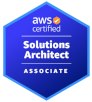 aws
certified
Solutions
Architect
ASSOCIATE